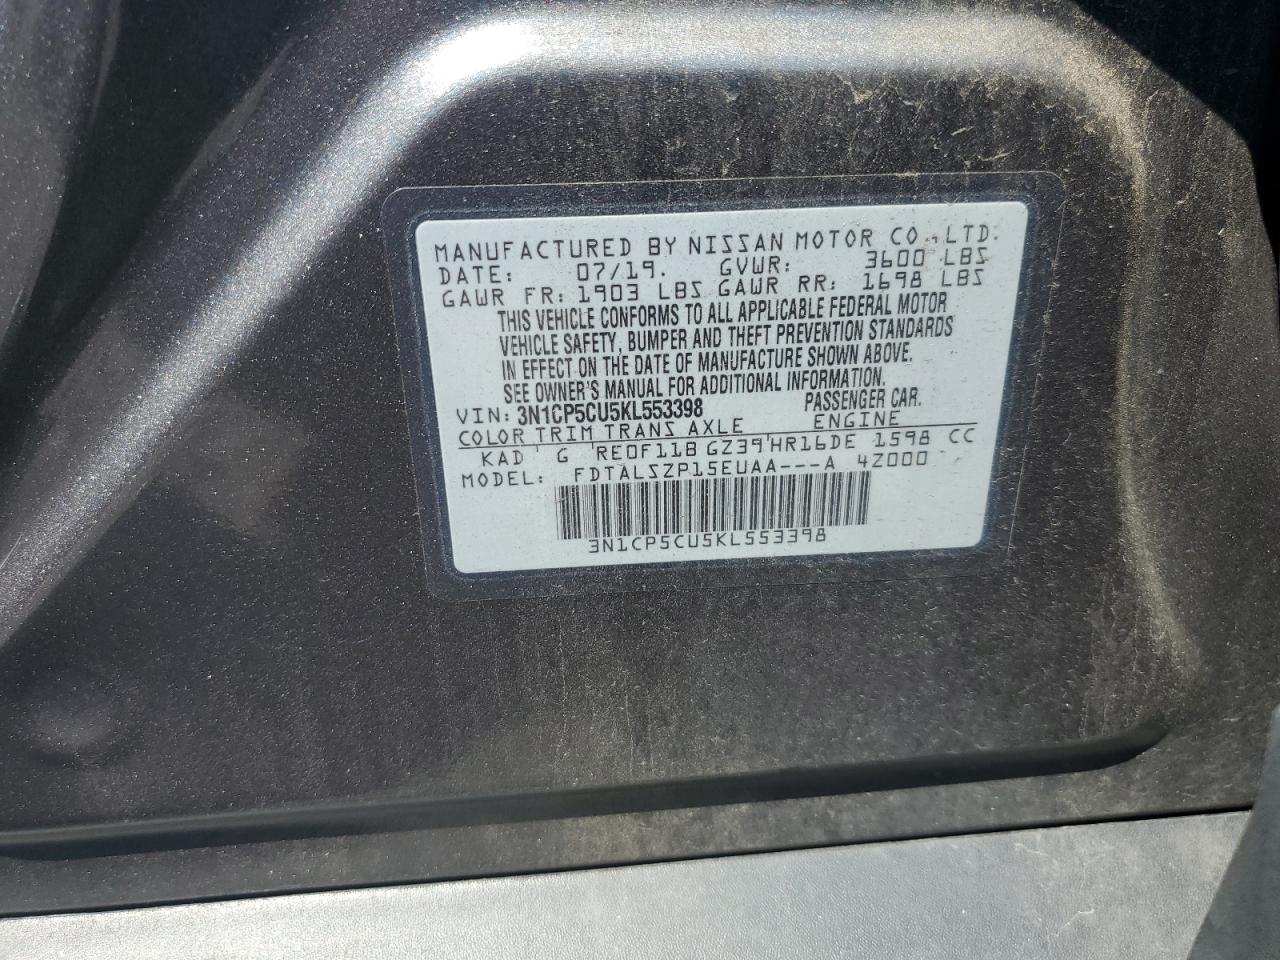 MANUFACTURED BY NISSAN MOTOR CO.,LTD.
DATE: 07/19. GVWR: 3600 LBS
GAWR FR: 1903 LBS GAWR RR: 1698 LBS
THIS VEHICLE CONFORMS TO ALL APPLICABLE FEDERAL MOTOR
VEHICLE SAFETY, BUMPER AND THEFT PREVENTION STANDARDS
IN EFFECT ON THE DATE OF MANUFACTURE SHOWN ABOVE.
SEE OWNER'S MANUAL FOR ADDITIONAL INFORMATION.
VIN: 3N1CP5CU5KL553398 PASSENGER CAR.
COLOR TRIM TRANS AXLE ENGINE
KAD G RE0F11B GZ39 HR16DE 1598 CC
MODEL: FDTALSZP15EUAA---A 4Z000
3N1CP5CU5KL553398